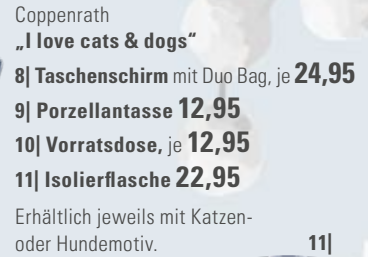 Coppenrath
„I love cats & dogs“
8| Taschenschirm mit Duo Bag, je 24,95
9| Porzellantasse 12,95
10| Vorratsdose, je 12,95
11| Isolierflasche 22,95
Erhältlich jeweils mit Katzen-
oder Hundemotiv.
11|